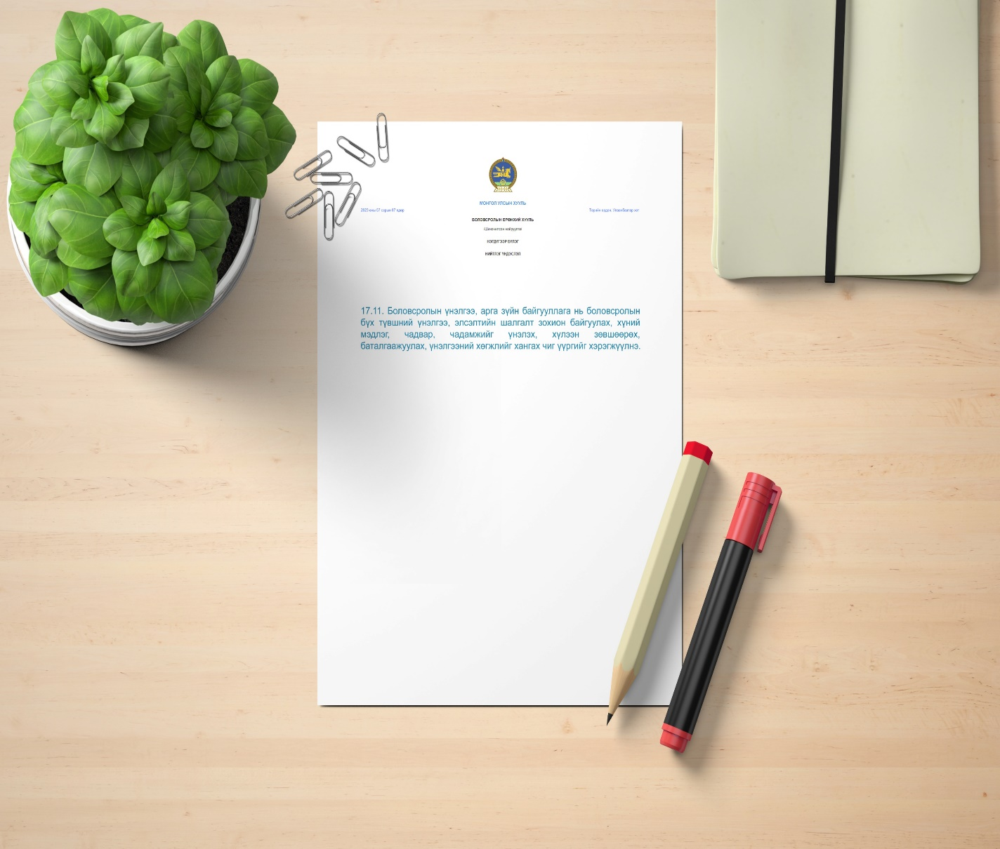 МОНГОЛ УЛСЫН ХУУЛЬ
2023 оны 07 сарын 07 өдөр
Төрийн ордон, Улаанбаатар хот
БОЛОВСРОЛЫН ЕРӨНХИЙ ХУУЛЬ
/Шинэчилсэн найруулга/
НЭГДҮГЭЭР БҮЛЭГ
НИЙТЛЭГ ҮНДЭСЛЭЛ
17.11. Боловсролын үнэлгээ, арга зүйн байгууллага нь боловсролын
бүх түвшний үнэлгээ, элсэлтийн шалгалт зохион байгуулах, хүний
мэдлэг, чадвар, чадамжийг үнэлэх, хүлээн зөвшөөрөх,
баталгаажуулах, үнэлгээний хөгжлийг хангах чиг үүргийг хэрэгжүүлнэ.